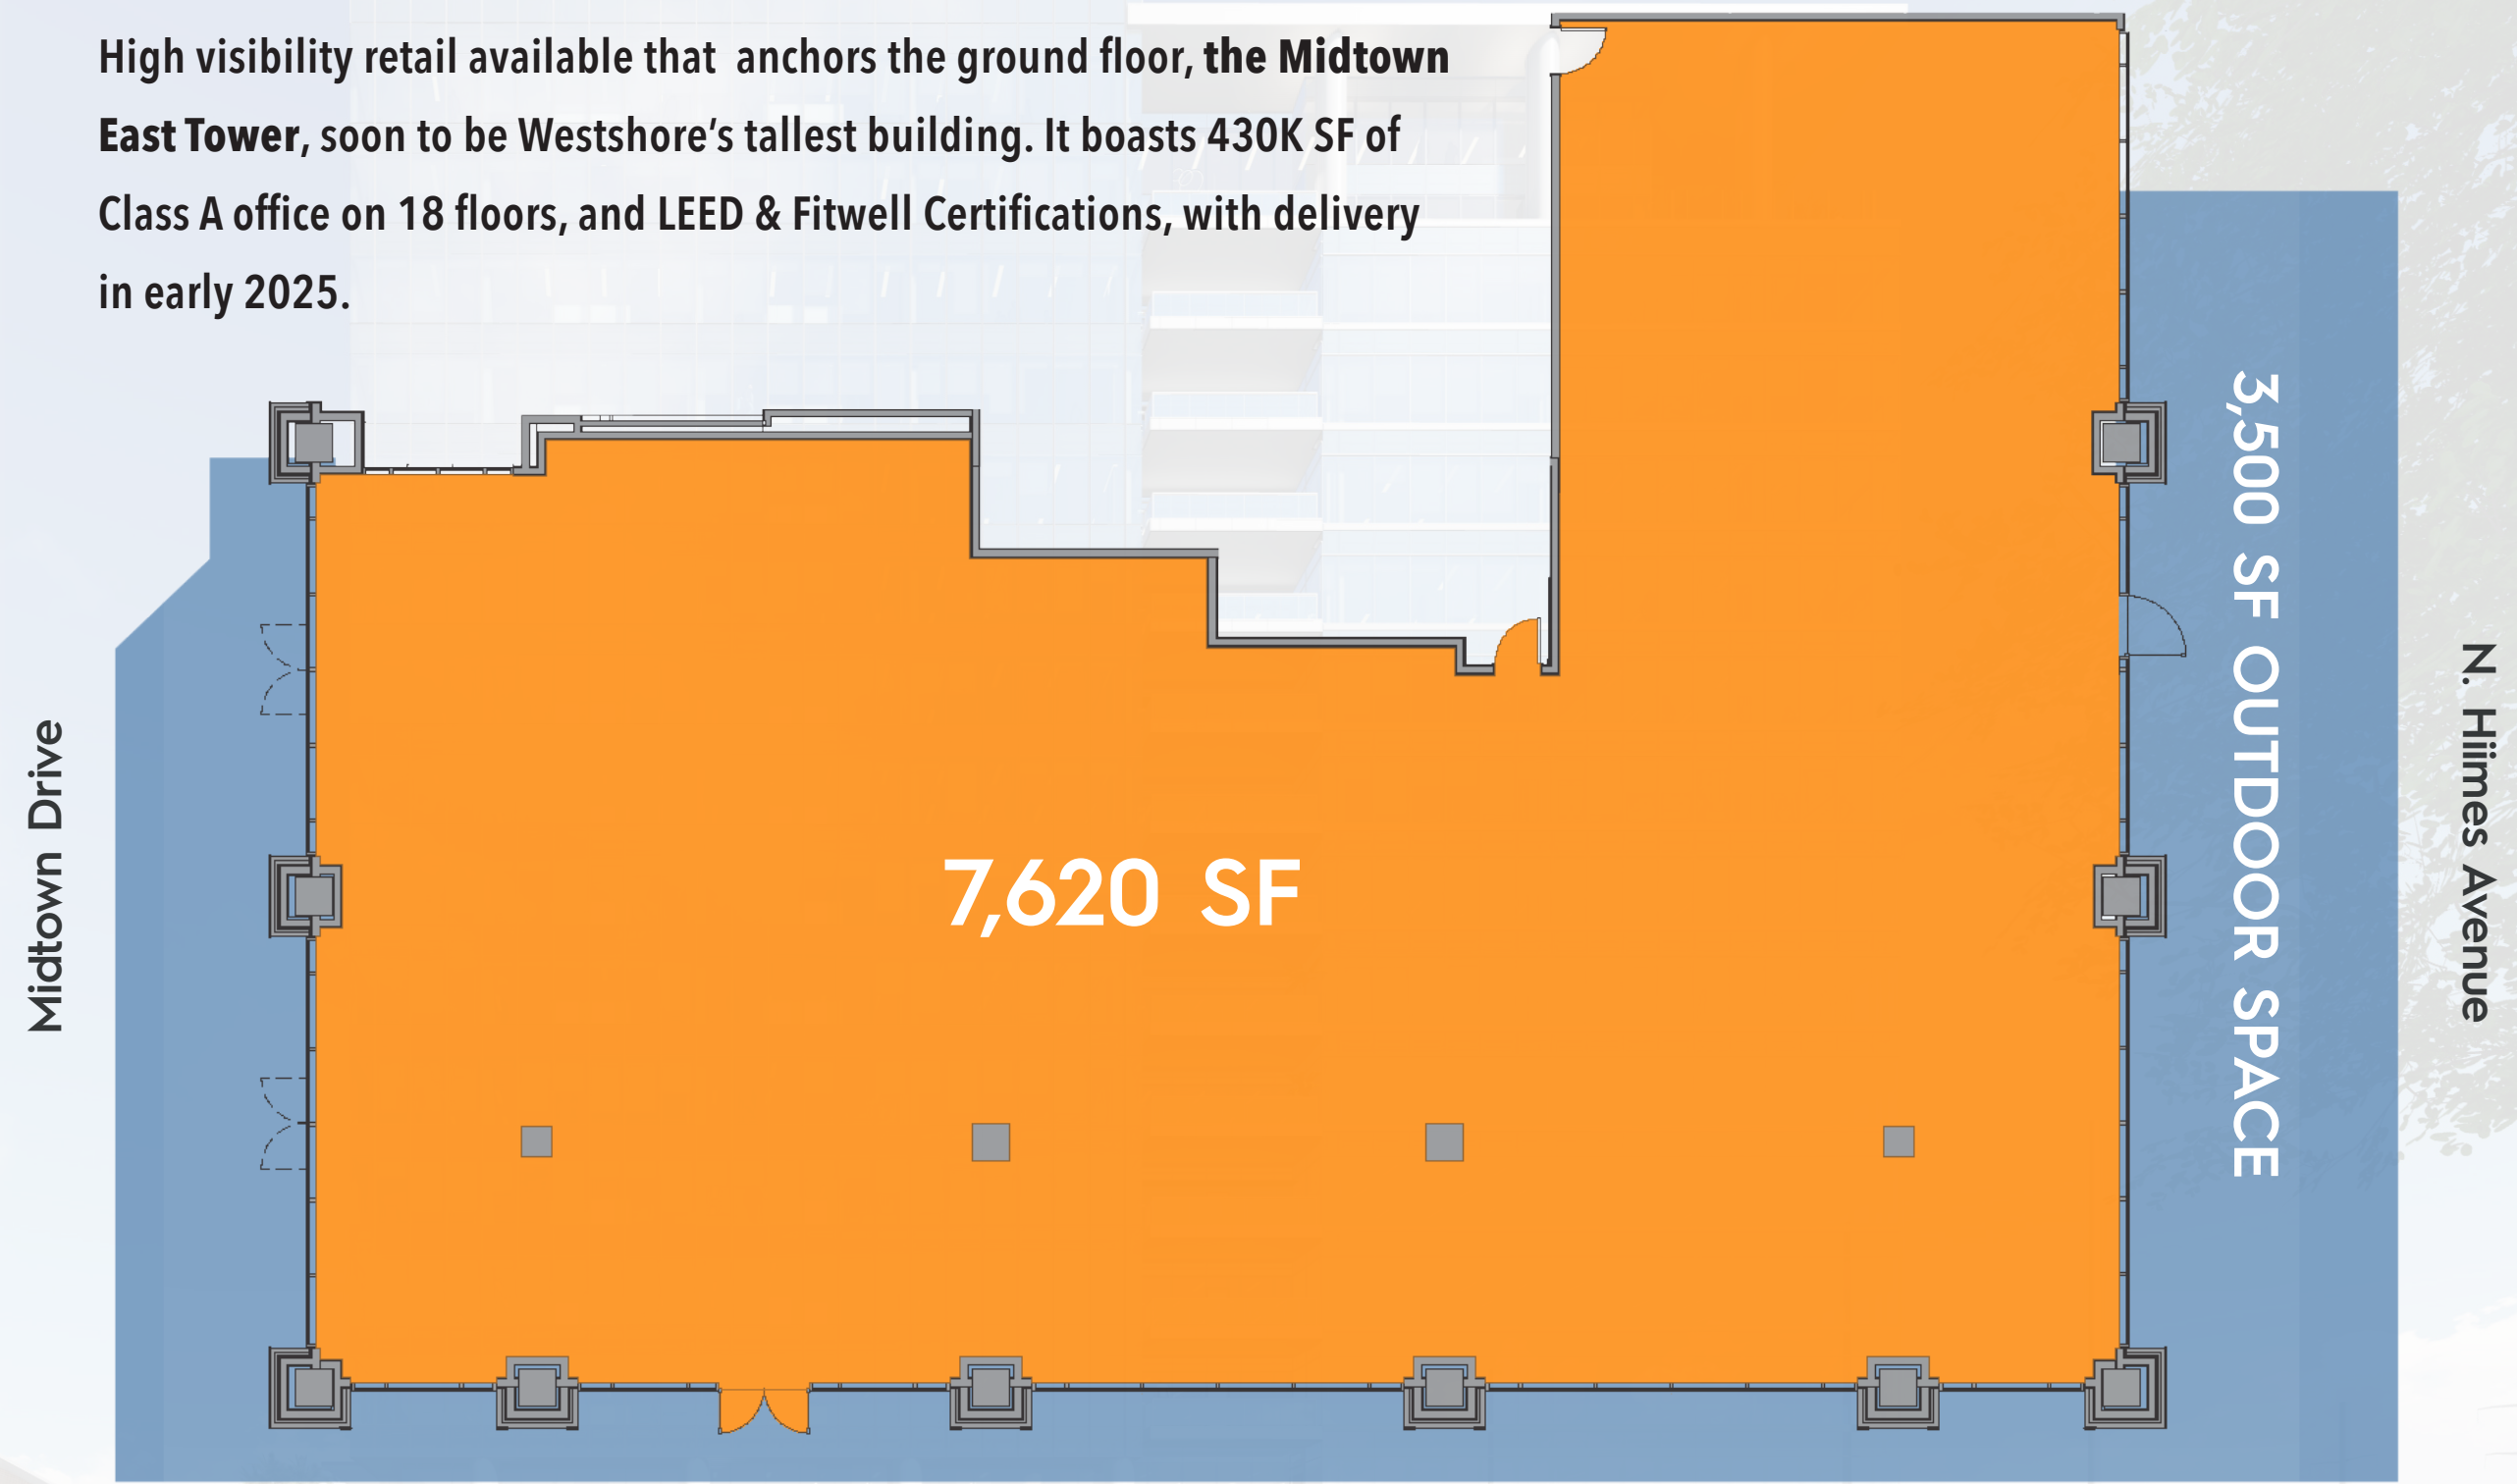 High visibility retail available that anchors the ground floor, the Midtown
East Tower, soon to be Westshore‘s tallest building. It boasts 430K SF of
Class A office on 18 floors, and LEED & Fitwell Certifications, with delivery
in early 2025.
Midtown Drive
7,620 SF
3,500 SF OUTDOOR SPACE
N. Hiimes Avenue